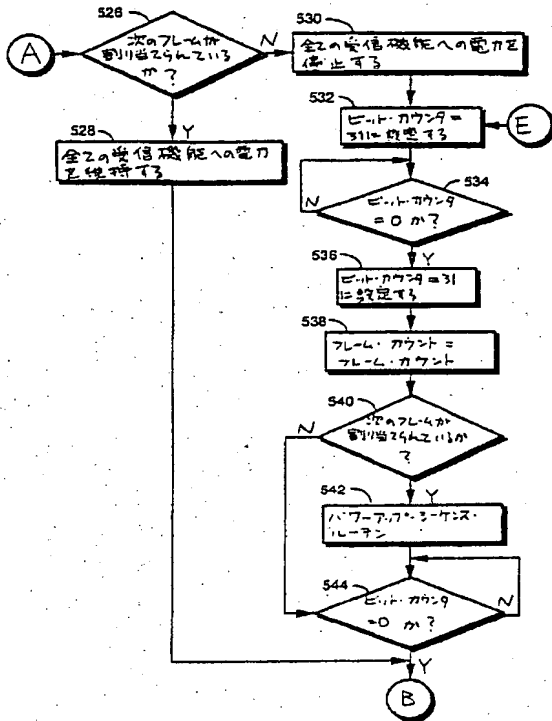 526
A
次のフレームが
割り当てられている
か?
N
530
全ての受信機能への電力を
停止する
532
ビット・カウンタ=
311に設定する
E
Y
528
全ての受信機能への電力
を維持する
534
ビット・カウンタ
=0か?
N
Y
536
ビット・カウンタ=31
に設定する
538
フレーム・カウント=
フレーム・カウント
540
次のフレームが
割り当てられているか
?
N
Y
542
パワーアップ・シーケンス・
ルーチン
544
ビット・カウンタ
=0か?
N
Y
B